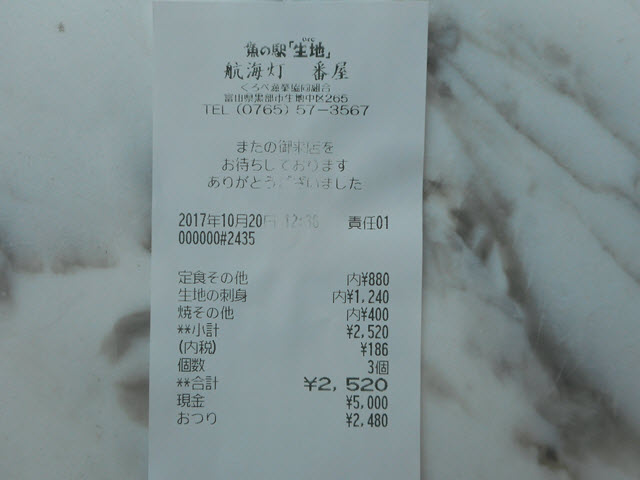 いくじ
魚の駅「生地」
航海灯 番屋
くろべ漁業協同組合
富山県黒部市生地中区265
TEL (0765) 57-3567
またの御来店を
お待ちしております
ありがとうございました
2017年10月20日 12:38 責任01
000000#2435
定食その他 内¥880
生地の刺身 内¥1,240
焼その他 内¥400
**小計 ¥2,520
(内税) ¥186
個数 3個
**合計 ¥2,520
現金 ¥5,000
おつり ¥2,480